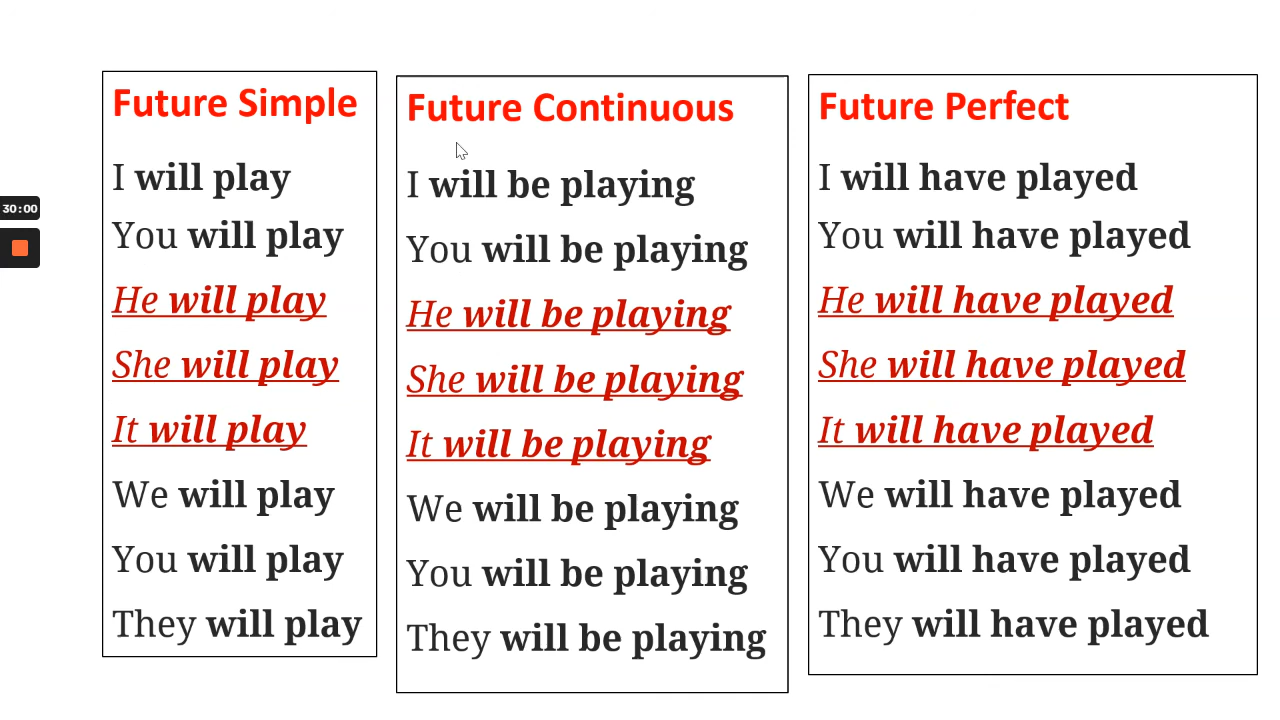 Future Simple
I will play
You will play
He will play
She will play
It will play
We will play
You will play
They will play
Future Continuous
I will be playing
You will be playing
He will be playing
She will be playing
It will be playing
We will be playing
You will be playing
They will be playing
Future Perfect
I will have played
You will have played
He will have played
She will have played
It will have played
We will have played
You will have played
They will have played
30:00